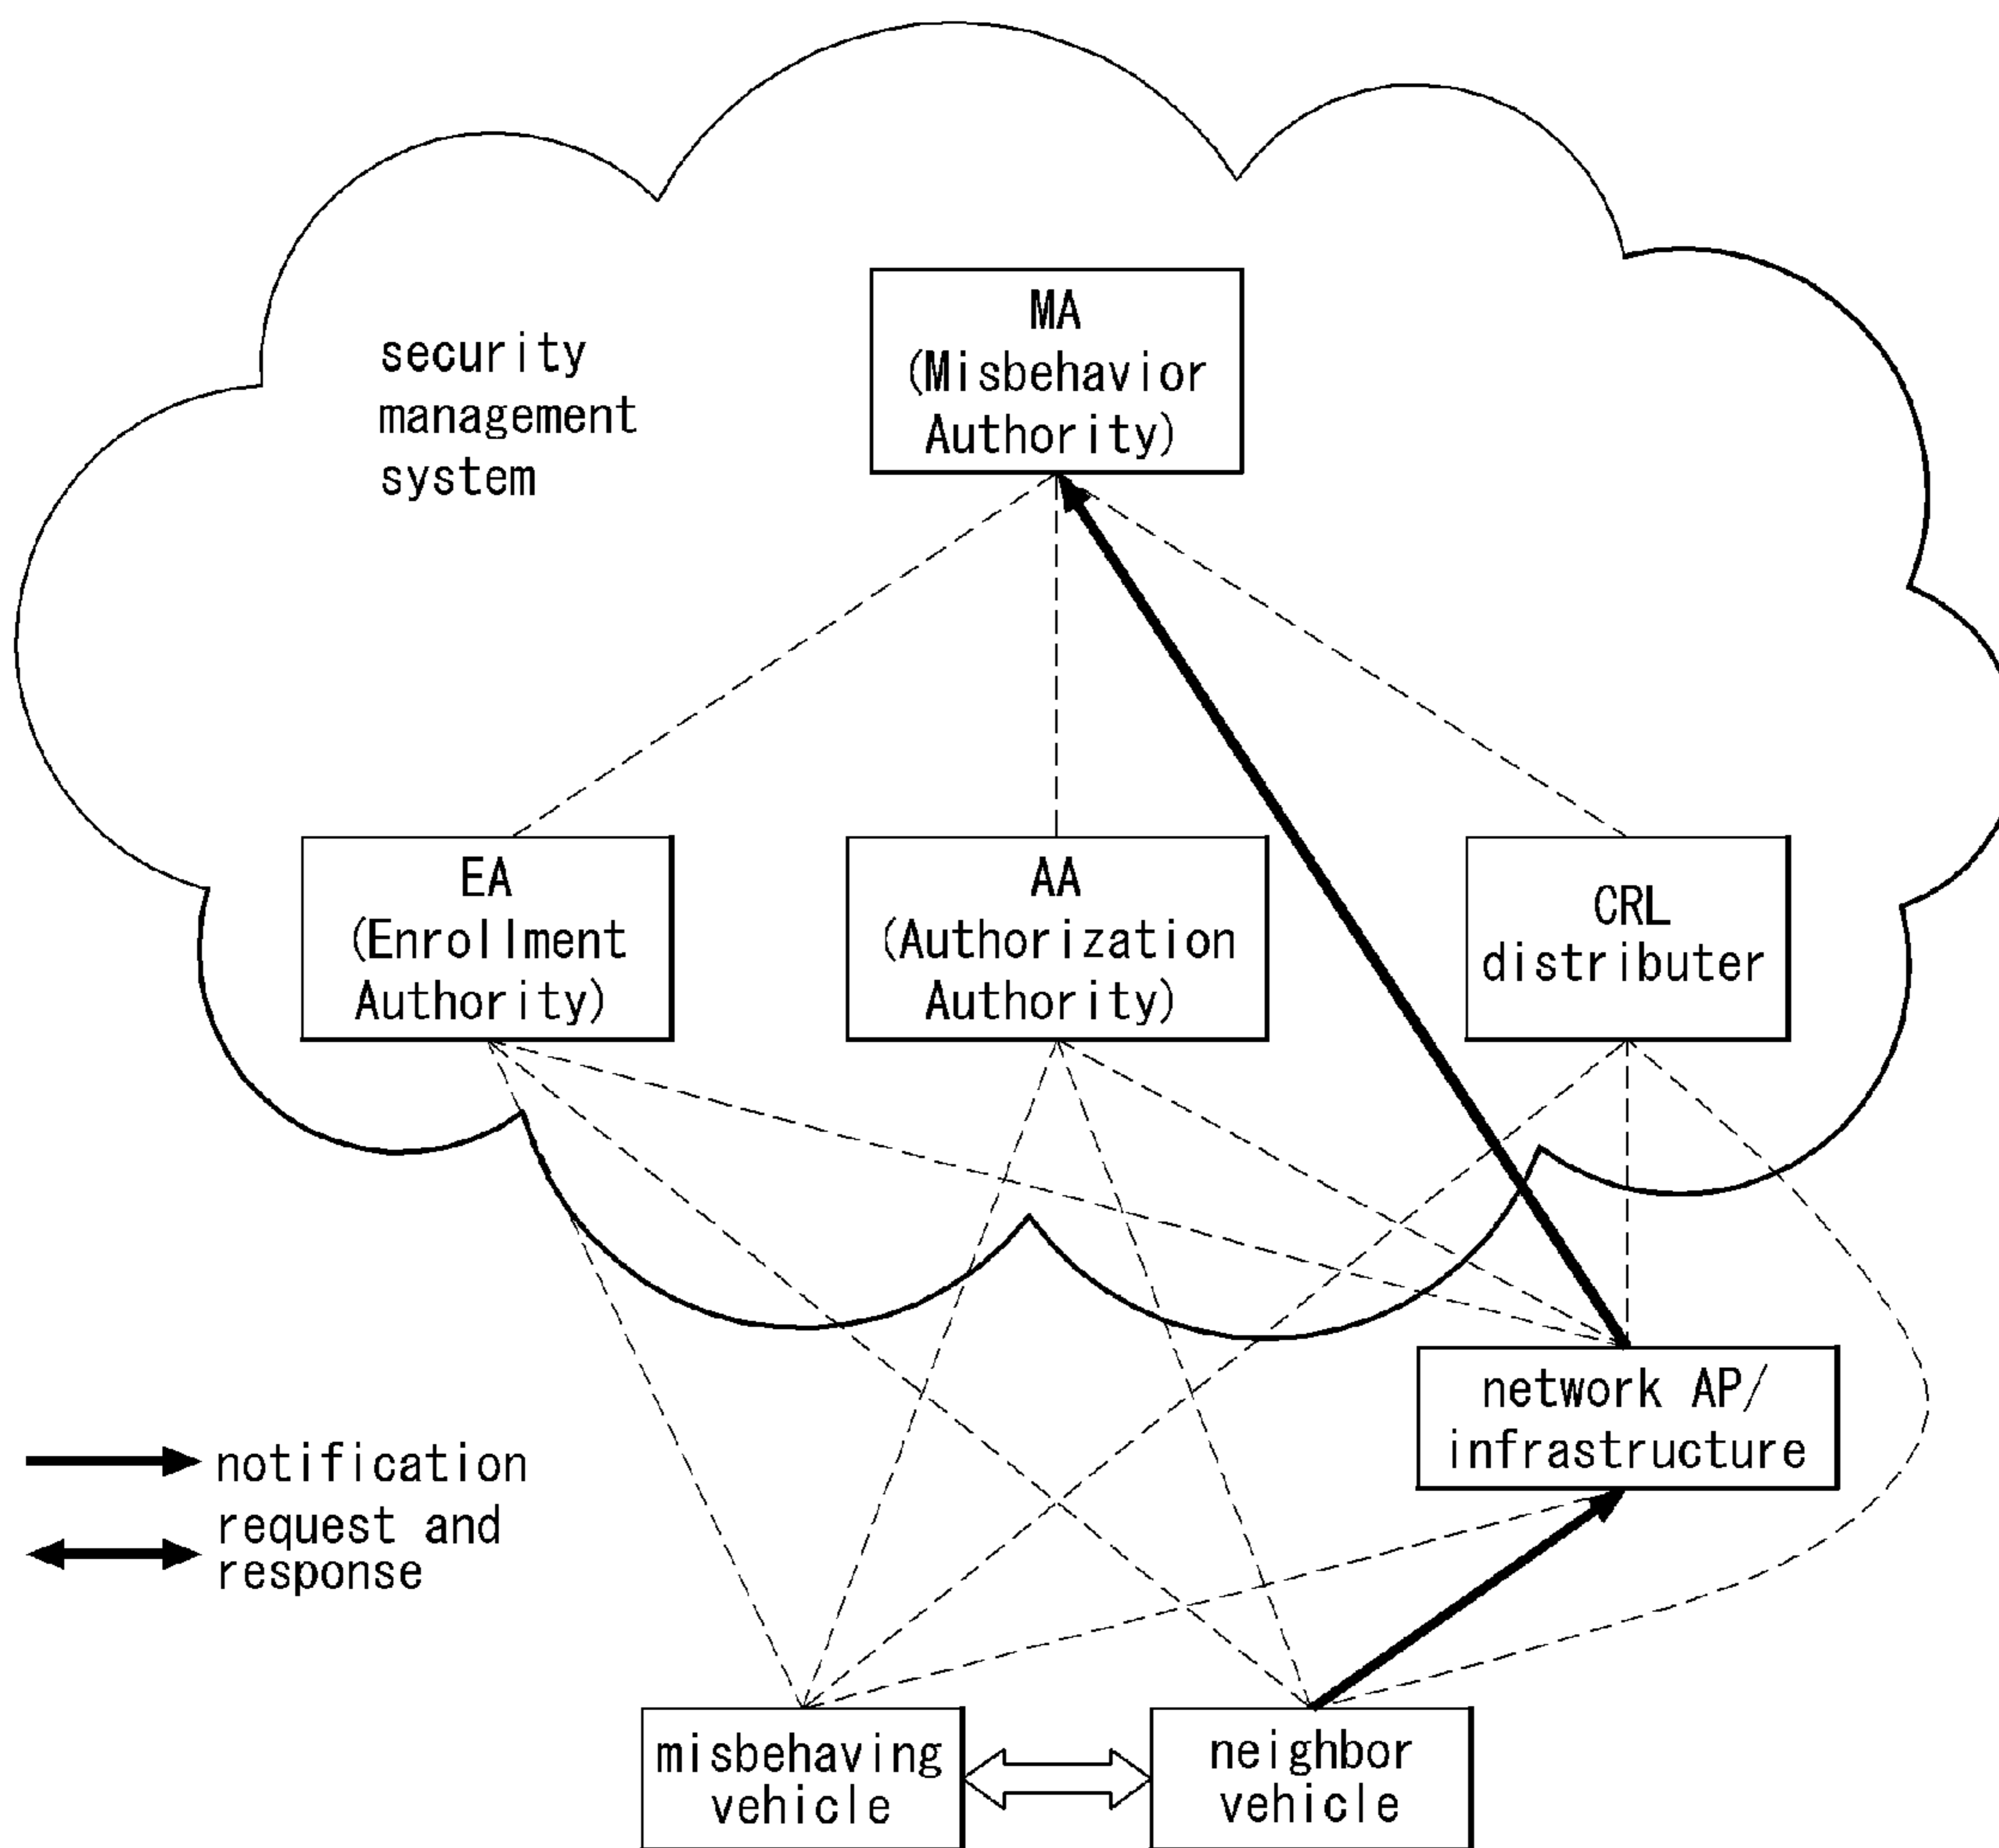 MA
(Misbehavior
Authority)
security
management
system
EA
(Enrollment
Authority)
AA
(Authorization
Authority)
CRL
distributer
network AP/
infrastructure
notification
request and
response
misbehaving
vehicle
neighbor
vehicle